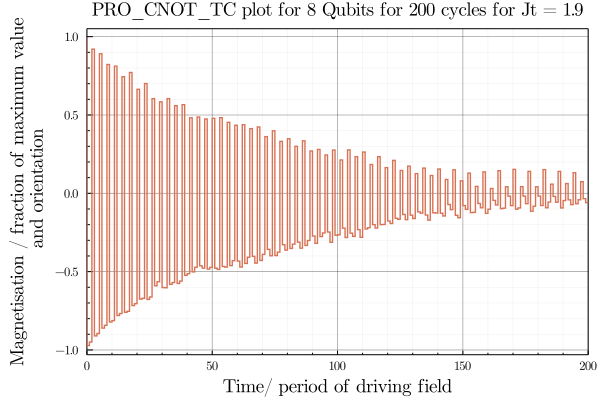 PRO_CNOT_TC plot for 8 Qubits for 200 cycles for Jt = 1.9
Magnetisation / fraction of maximum value
and orientation
1.0
0.5
0.0
−0.5
−1.0
0 50 100 150 200
Time/ period of driving field